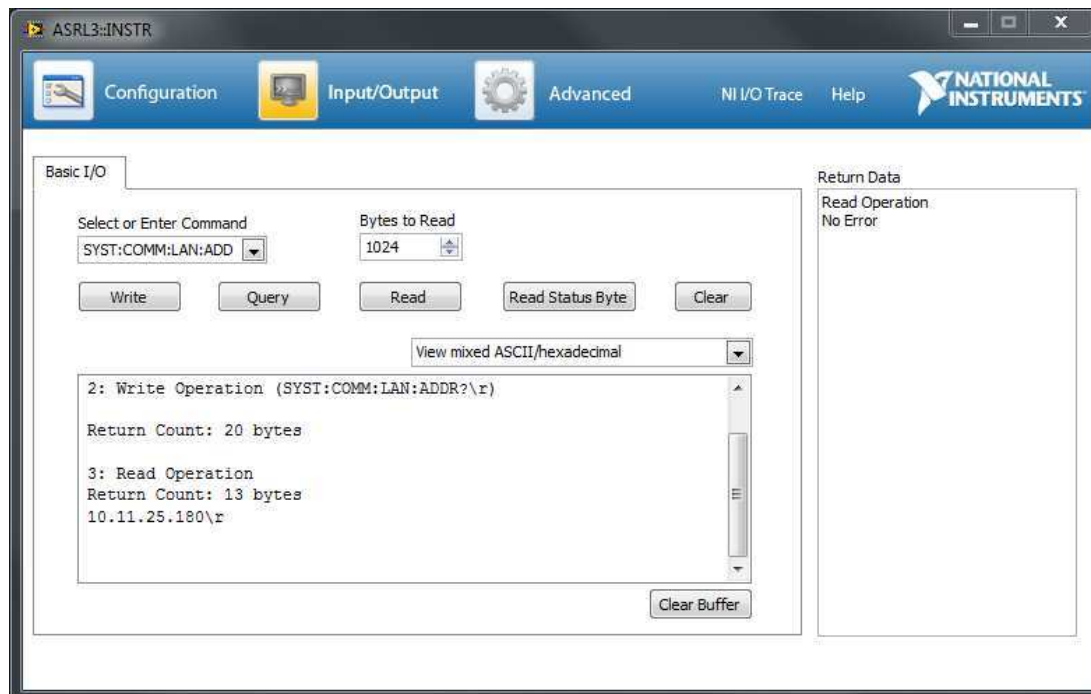 ASRL3::INSTR
Configuration
Input/Output
Advanced
NI I/O Trace
Help
NATIONAL
INSTRUMENTS
Basic I/O
Select or Enter Command
SYST:COMM:LAN:ADD
Bytes to Read
1024
Write
Query
Read
Read Status Byte
Clear
View mixed ASCII/hexadecimal
2: Write Operation (SYST:COMM:LAN:ADDR?\r)
Return Count: 20 bytes
3: Read Operation
Return Count: 13 bytes
10.11.25.180\r
Clear Buffer
Return Data
Read Operation
No Error